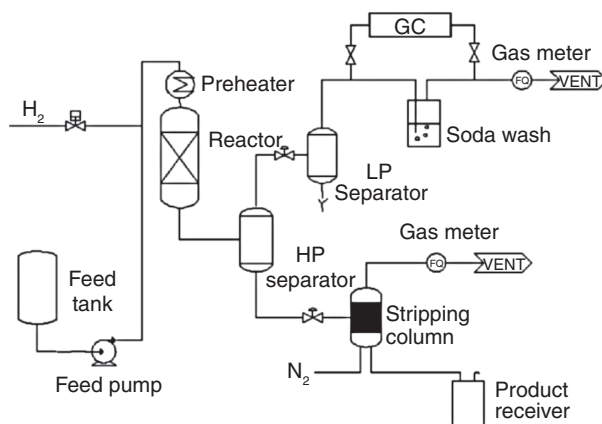 GC
Gas meter
Preheater
FQ
VENT
H₂
Soda wash
Reactor
LP
Separator
HP
separator
Gas meter
FQ
VENT
Feed
tank
Stripping
column
N₂
Feed pump
Product
receiver